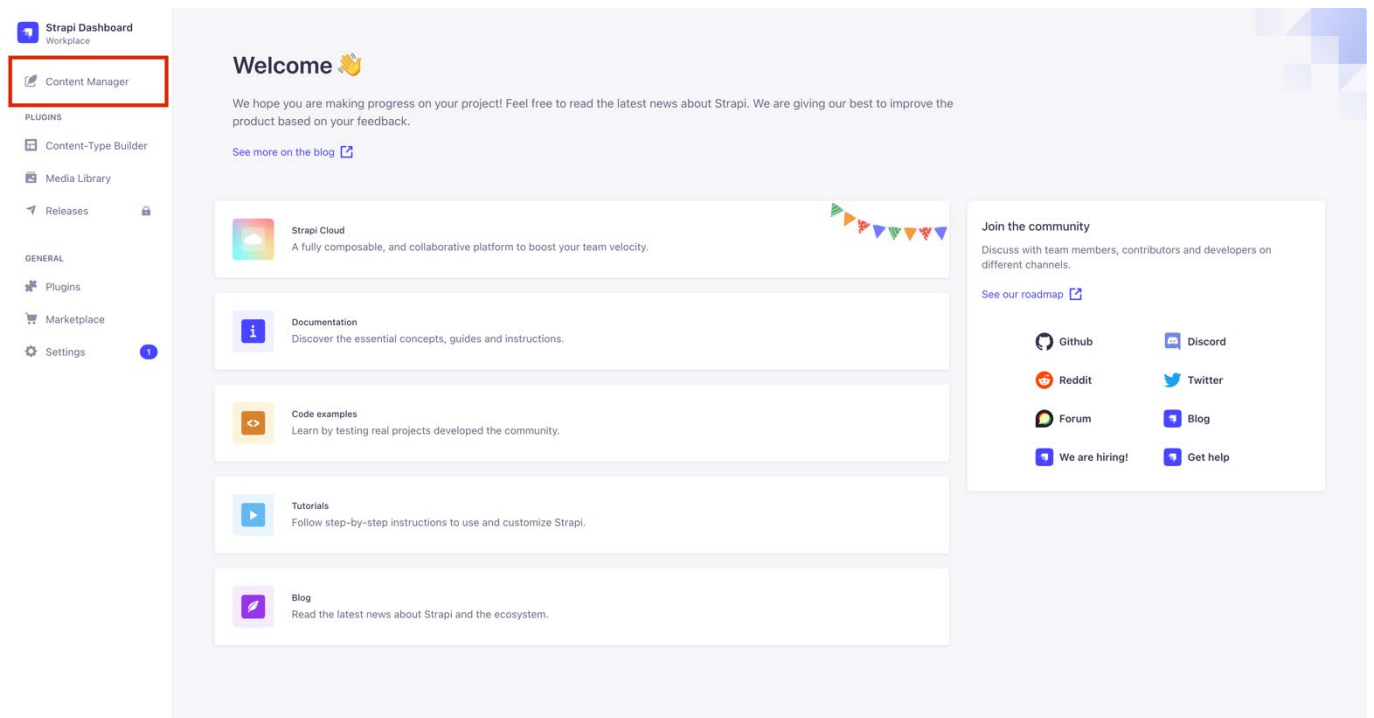 Strapi Dashboard
Workplace
Content Manager
PLUGINS
Content-Type Builder
Media Library
Releases
GENERAL
Plugins
Marketplace
Settings
1
Welcome 👋
We hope you are making progress on your project! Feel free to read the latest news about Strapi. We are giving our best to improve the
product based on your feedback.
See more on the blog
Strapi Cloud
A fully composable, and collaborative platform to boost your team velocity.
Documentation
Discover the essential concepts, guides and instructions.
Code examples
Learn by testing real projects developed the community.
Tutorials
Follow step-by-step instructions to use and customize Strapi.
Blog
Read the latest news about Strapi and the ecosystem.
Join the community
Discuss with team members, contributors and developers on
different channels.
See our roadmap
Github
Discord
Reddit
Twitter
Forum
Blog
We are hiring!
Get help